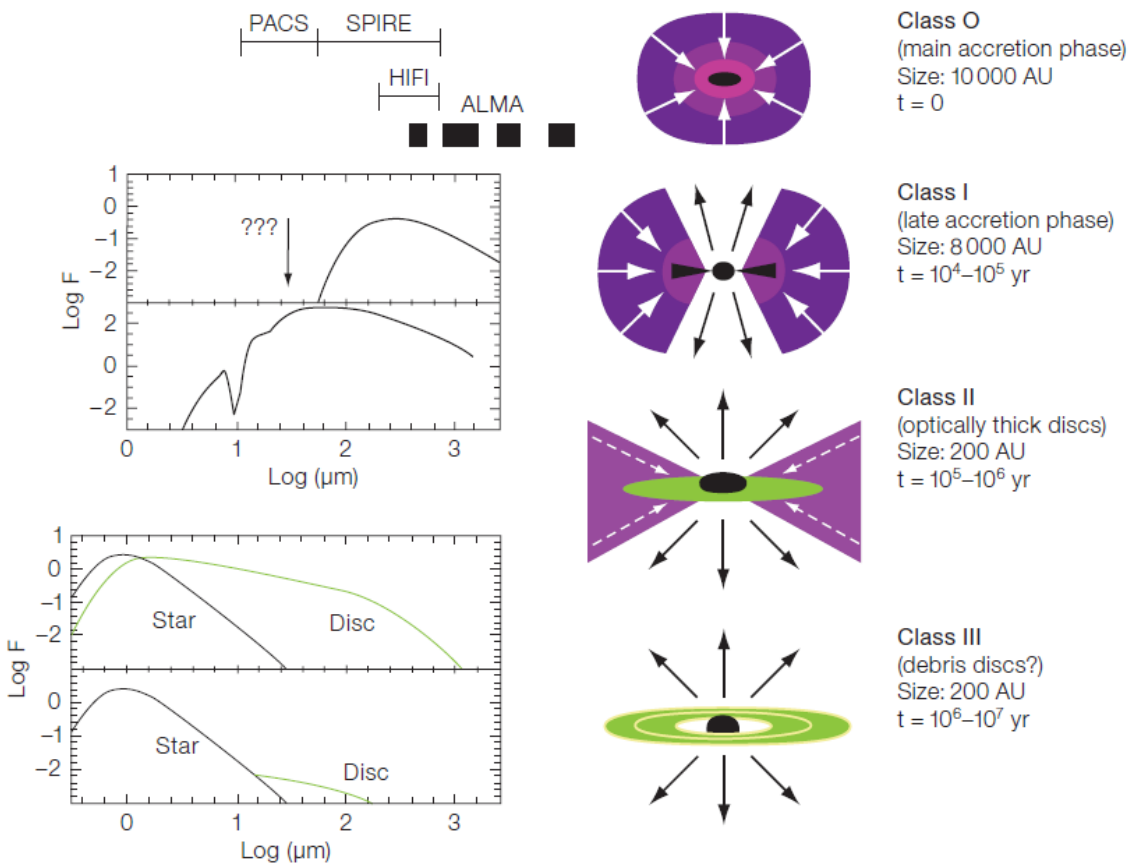 PACS SPIRE
HIFI
ALMA
1
0
−1
−2
???
Log F
2
0
−2
0 1 2 3
Log (μm)
1
0
−1
−2
Star Disc
Log F
0
−1
−2
Star Disc
0 1 2 3
Log (μm)
Class O
(main accretion phase)
Size: 10 000 AU
t = 0
Class I
(late accretion phase)
Size: 8 000 AU
t = 10⁴–10⁵ yr
Class II
(optically thick discs)
Size: 200 AU
t = 10⁵–10⁶ yr
Class III
(debris discs?)
Size: 200 AU
t = 10⁶–10⁷ yr